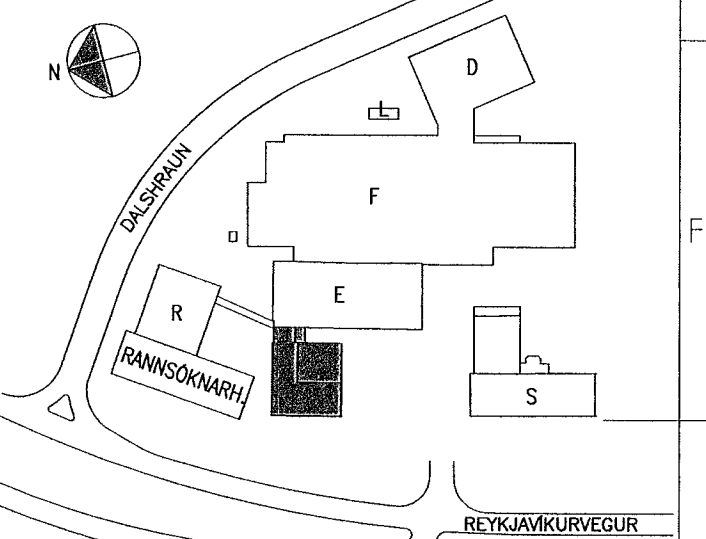 N
D
L
DALSHRAUN
F
F
E
R
RANNSÓKNARH.
S
REYKJAVÍKURVEGUR